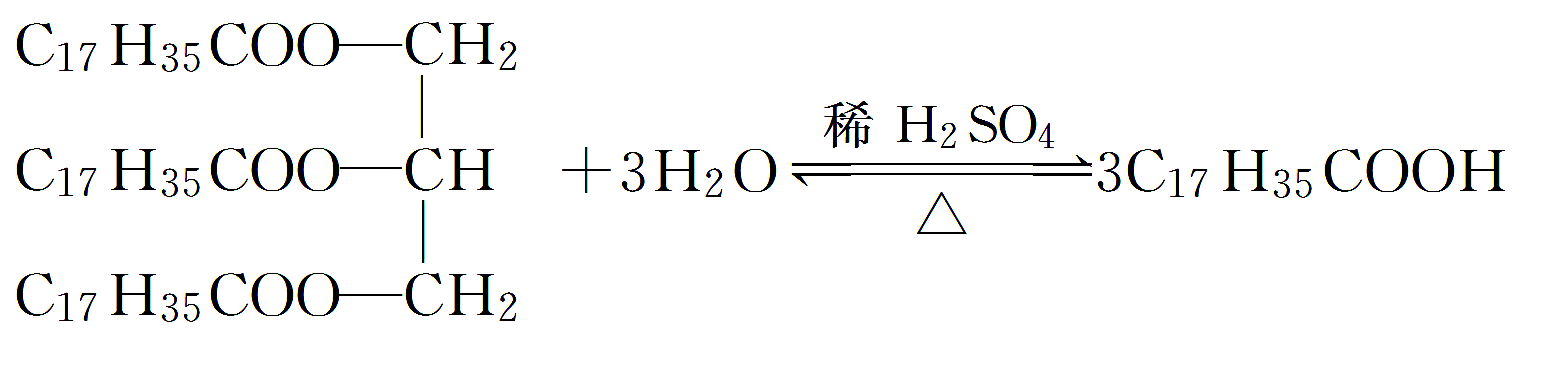 C₁₇H₃₅COO—CH₂
稀 H₂SO₄
C₁₇H₃₅COO—CH +3H₂O ⇌ 3C₁₇H₃₅COOH
△
C₁₇H₃₅COO—CH₂